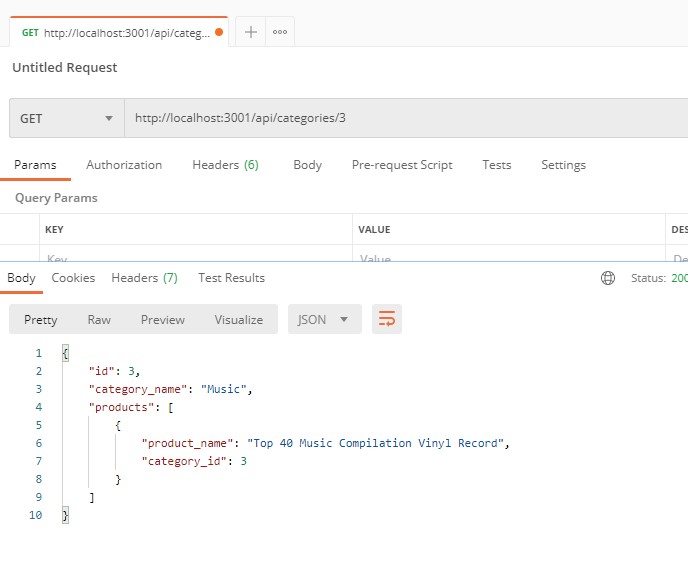 GET http://localhost:3001/api/categ...
Untitled Request
GET http://localhost:3001/api/categories/3
Params Authorization Headers (6) Body Pre-request Script Tests Settings
Query Params
KEY VALUE DES
Key Value De
Body Cookies Headers (7) Test Results Status: 200
Pretty Raw Preview Visualize JSON
1 {
2 "id": 3,
3 "category_name": "Music",
4 "products": [
5 {
6 "product_name": "Top 40 Music Compilation Vinyl Record",
7 "category_id": 3
8 }
9 ]
10 }